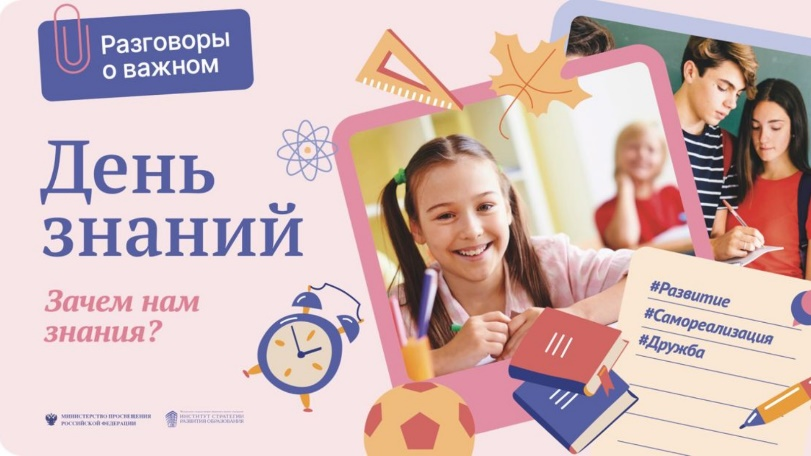 Разговоры
о важном
День
знаний
Зачем нам
знания?
#Развитие
#Самореализация
#Дружба
МИНИСТЕРСТВО ПРОСВЕЩЕНИЯ
РОССИЙСКОЙ ФЕДЕРАЦИИ
ИНСТИТУТ СТРАТЕГИИ
РАЗВИТИЯ ОБРАЗОВАНИЯ